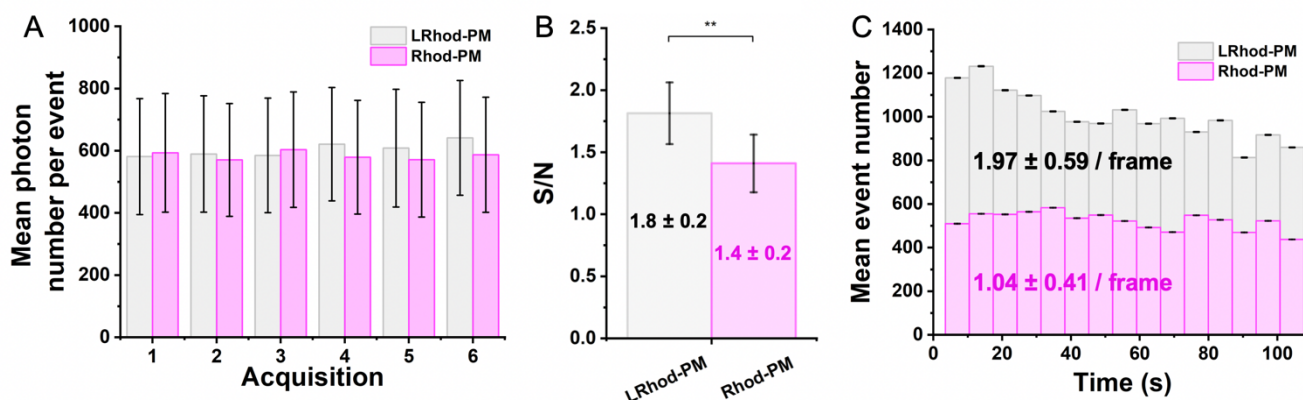 A
Mean photon
number per event
1000
800
600
400
200
0
LRhod-PM
Rhod-PM
1 2 3 4 5 6
Acquisition
B
S/N
2.5
2.0
1.5
1.0
0.5
0.0
**
1.8 ± 0.2
1.4 ± 0.2
LRhod-PM
Rhod-PM
C
Mean event number
1400
1200
1000
800
600
400
200
0
LRhod-PM
Rhod-PM
1.97 ± 0.59 / frame
1.04 ± 0.41 / frame
0 20 40 60 80 100
Time (s)